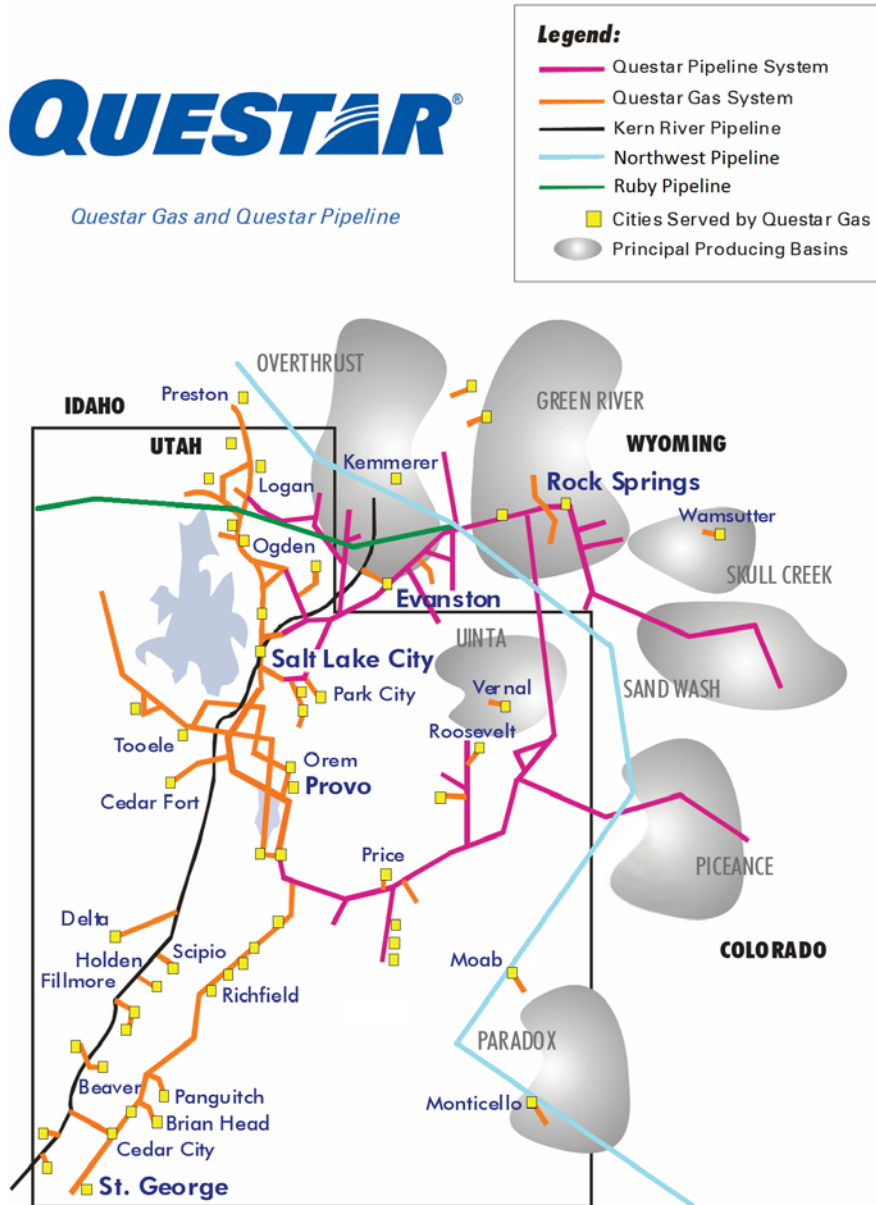 Legend:
Questar Pipeline System
Questar Gas System
Kern River Pipeline
Northwest Pipeline
Ruby Pipeline
Cities Served by Questar Gas
Principal Producing Basins
QUESTAR®
Questar Gas and Questar Pipeline
OVERTHRUST
Preston
GREEN RIVER
IDAHO
UTAH
WYOMING
Kemmerer
Logan
Rock Springs
Wamsutter
Ogden
SKULL CREEK
Evanston
UINTA
Salt Lake City
Park City
Vernal
SAND WASH
Roosevelt
Tooele
Orem
Provo
Cedar Fort
Price
PICEANCE
Delta
COLORADO
Scipio
Holden
Moab
Fillmore
Richfield
PARADOX
Beaver
Panguitch
Monticello
Brian Head
Cedar City
St. George